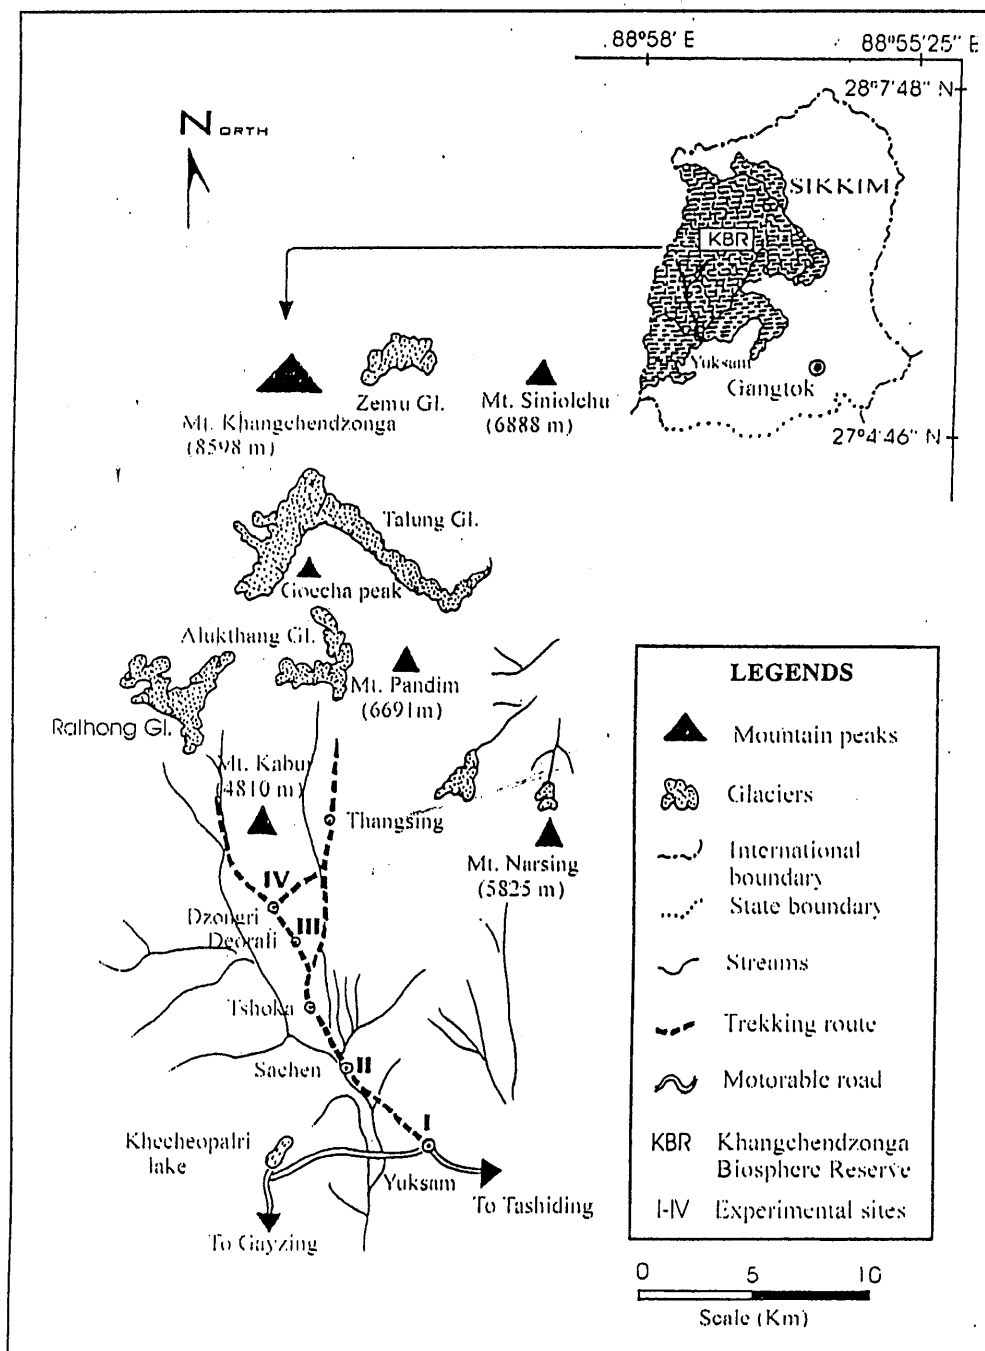 88°58' E
88°55'25" E
28°7'48" N
NORTH
SIKKIM
KBR
Yuksam
Gangtok
27°4'46" N
Zemu Gl.
Mt. Siniolchu
(6888 m)
Mt. Khangchendzonga
(8598 m)
Talung Gl.
Goecha peak
Alukthang Gl.
Mt. Pandim
(6691m)
Rathong Gl.
Mt. Kabur
(4810 m)
Thangsing
Mt. Narsing
(5825 m)
IV
Dzongri
III
Deorali
Tshoka
Sachen
II
I
Khecheopalri
lake
Yuksam
To Tashiding
To Gayzing
LEGENDS
Mountain peaks
Glaciers
International
boundary
State boundary
Streams
Trekking route
Motorable road
KBR Khangchendzonga
Biosphere Reserve
I-IV Experimental sites
0 5 10
Scale (Km)